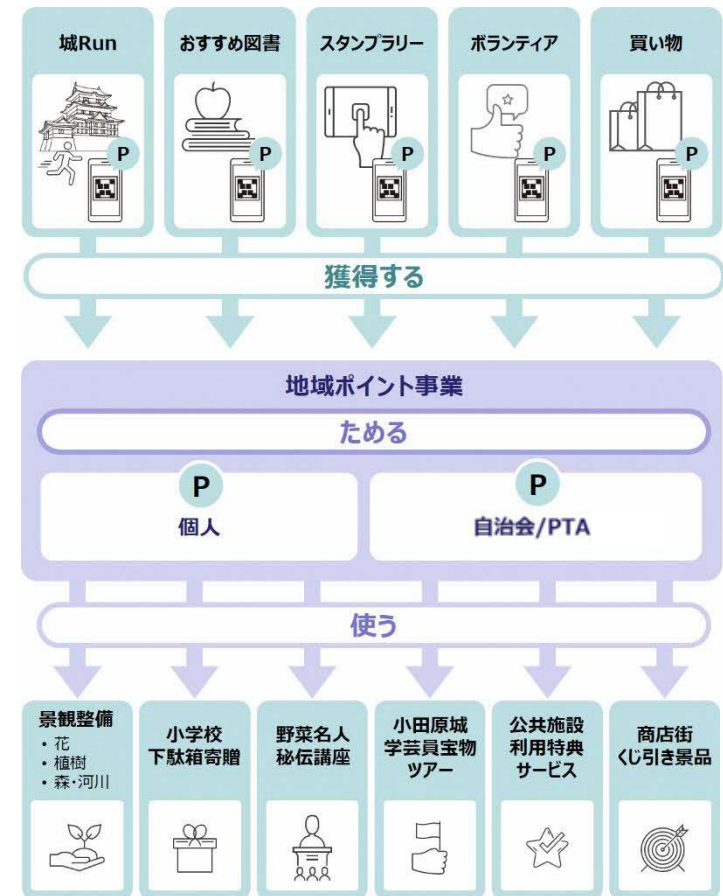 城Run
おすすめ図書
スタンプラリー
ボランティア
買い物
P
P
P
P
P
獲得する
地域ポイント事業
ためる
P
P
個人
自治会/PTA
使う
景観整備
・花
・植樹
・森・河川
小学校
下駄箱寄贈
野菜名人
秘伝講座
小田原城
学芸員宝物
ツアー
公共施設
利用特典
サービス
商店街
くじ引き景品